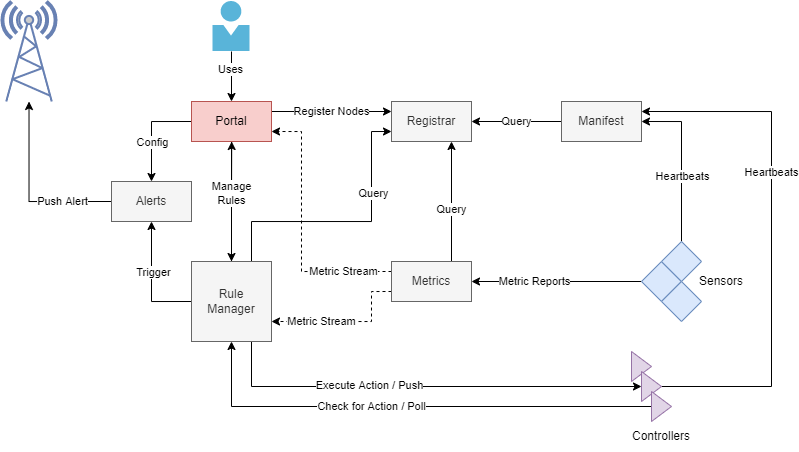 Uses
Portal
Register Nodes
Registrar
Query
Manifest
Config
Manage
Rules
Query
Query
Heartbeats
Heartbeats
Push Alert
Alerts
Trigger
Metric Stream
Rule
Manager
Metrics
Metric Reports
Sensors
Metric Stream
Execute Action / Push
Check for Action / Poll
Controllers